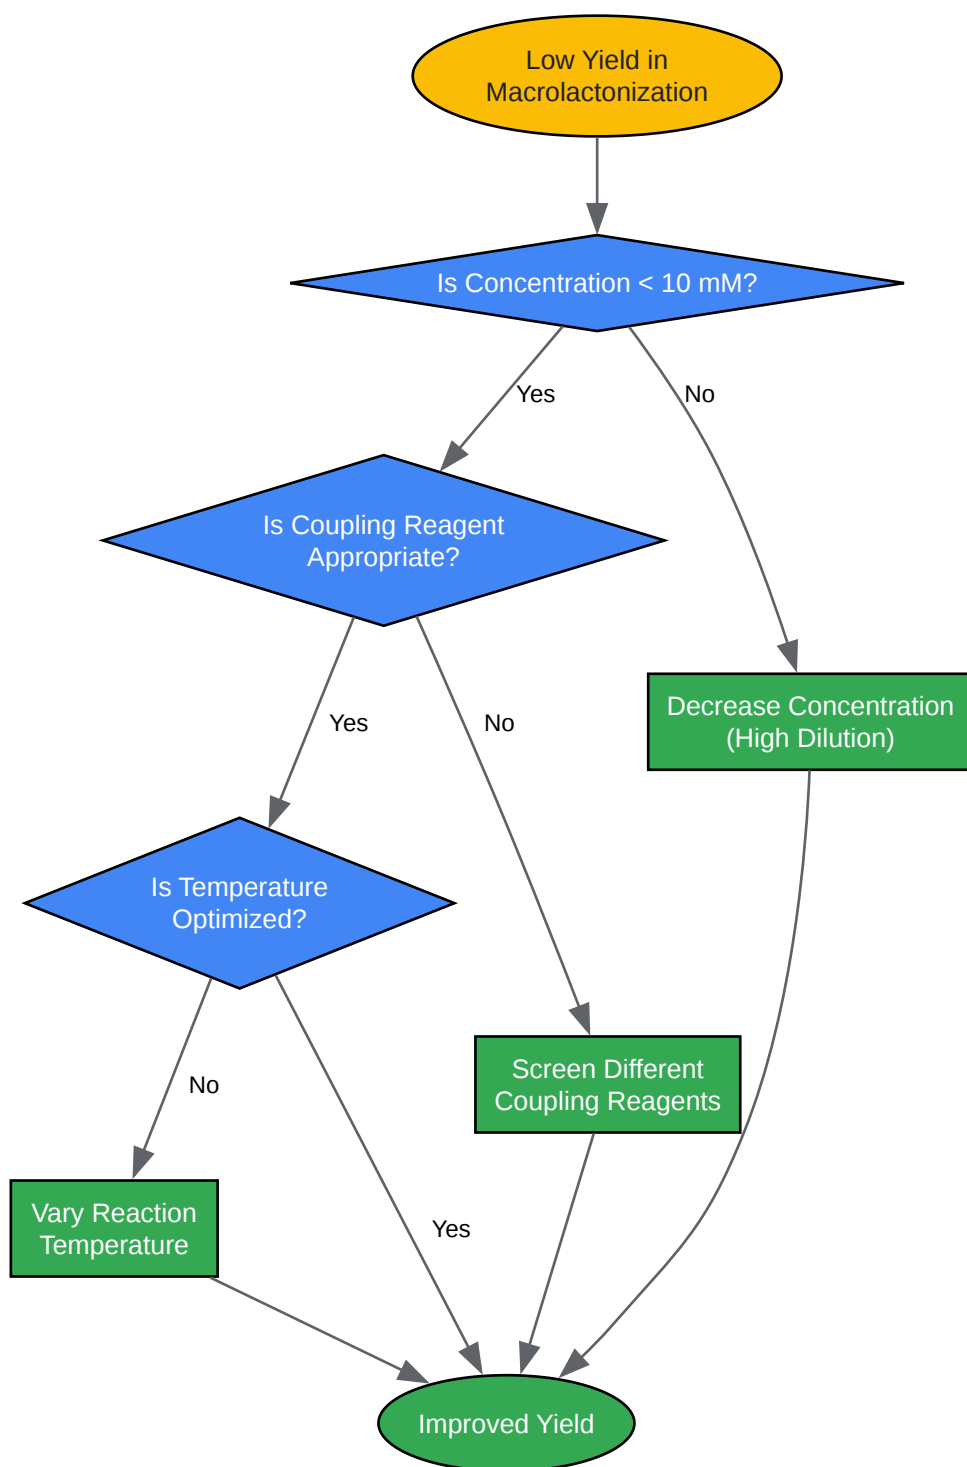 Low Yield in
Macrolactonization
Is Concentration < 10 mM?
Yes
No
Is Coupling Reagent
Appropriate?
Decrease Concentration
(High Dilution)
Yes
No
Is Temperature
Optimized?
Screen Different
Coupling Reagents
No
Vary Reaction
Temperature
Yes
Improved Yield